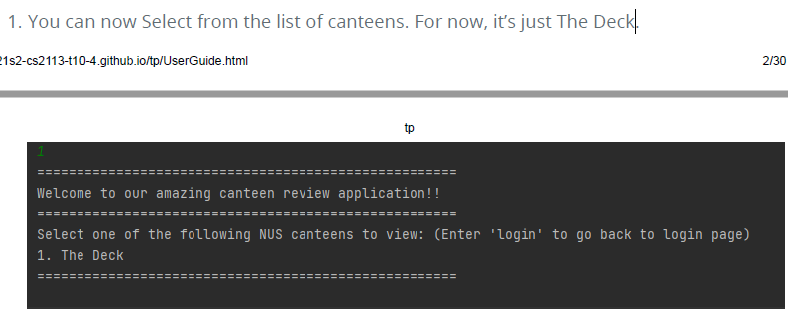 1. You can now Select from the list of canteens. For now, it's just The Deck.
21s2-cs2113-t10-4.github.io/tp/UserGuide.html 2/30
tp
1
======================================================
Welcome to our amazing canteen review application!!
======================================================
Select one of the following NUS canteens to view: (Enter 'login' to go back to login page)
1. The Deck
======================================================